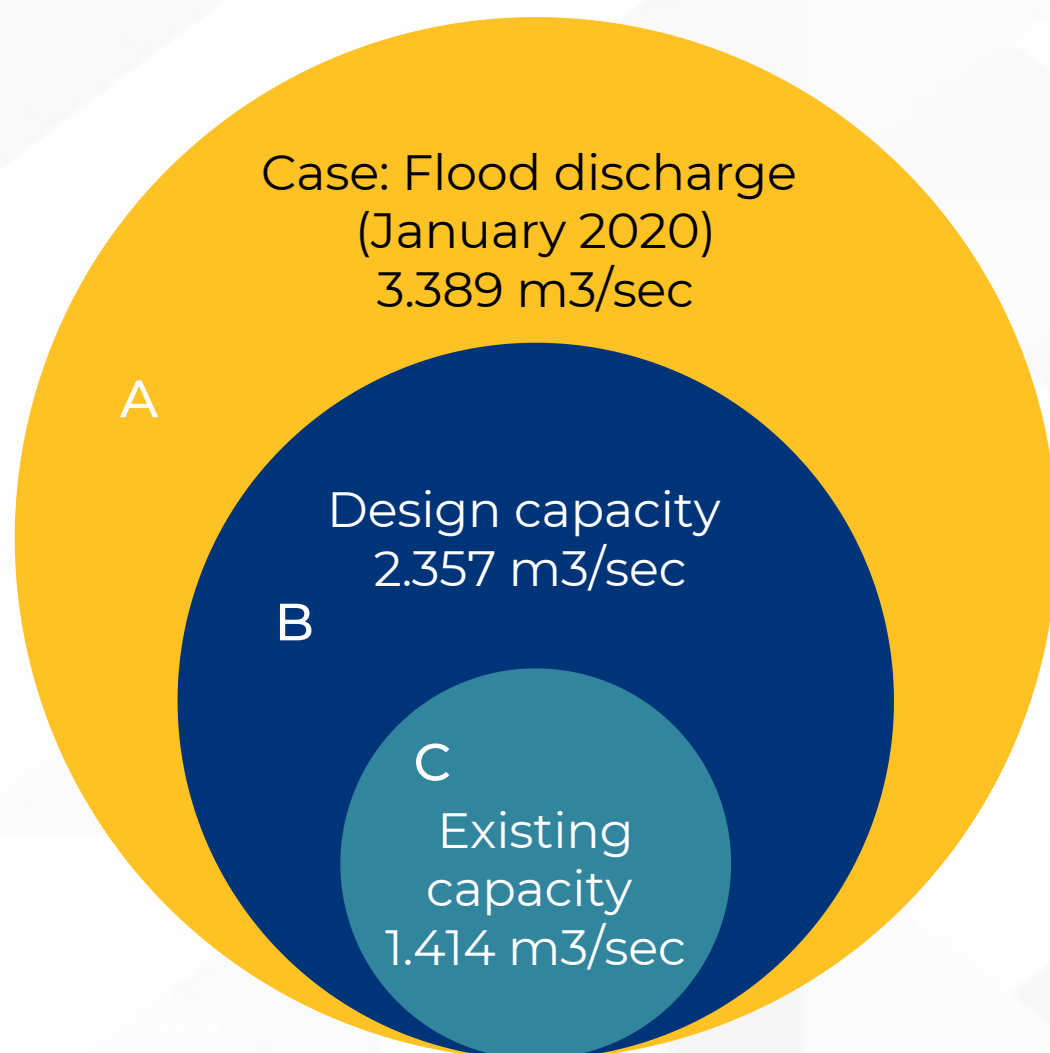 Case: Flood discharge
(January 2020)
3.389 m3/sec
A
Design capacity
2.357 m3/sec
B
C
Existing
capacity
1.414 m3/sec